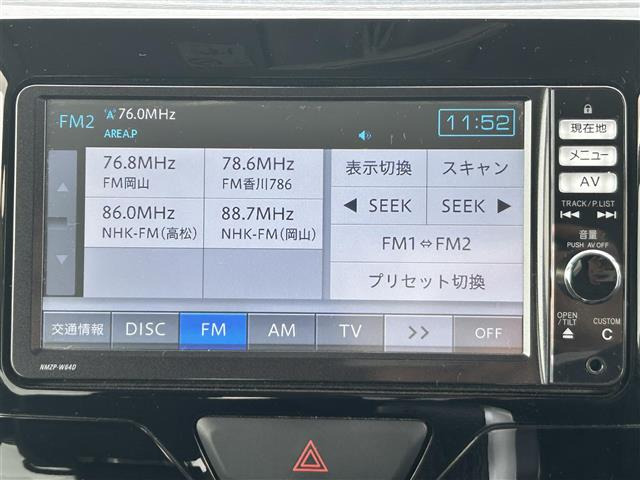 FM2 76.0MHz
AREA.P
11:52
76.8MHz
FM岡山
78.6MHz
FM香川786
86.0MHz
NHK-FM(高松)
88.7MHz
NHK-FM(岡山)
表示切換
スキャン
◀ SEEK
SEEK ▶
FM1⇔FM2
プリセット切換
交通情報
DISC
FM
AM
TV
>>
OFF
NMZP-W64D
現在地
メニュー
AV
TRACK/P.LIST
音量
PUSH AV OFF
OPEN
/TILT
CUSTOM
C